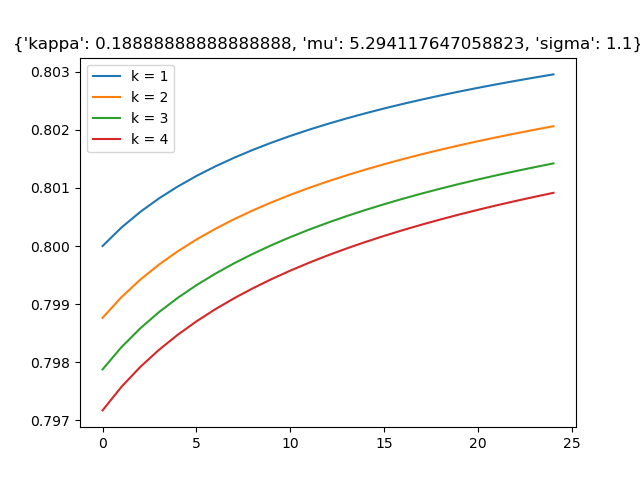 {'kappa': 0.18888888888888888, 'mu': 5.294117647058823, 'sigma': 1.1}
0.803
0.802
0.801
0.800
0.799
0.798
0.797
k = 1
k = 2
k = 3
k = 4
0 5 10 15 20 25